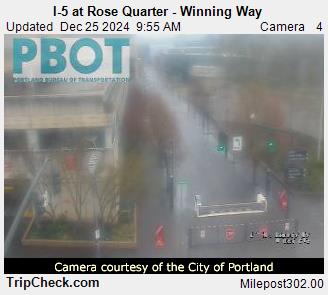 I-5 at Rose Quarter - Winning Way
Updated Dec 25 2024 9:55 AM Camera 4
PBOT
PORTLAND BUREAU OF TRANSPORTATION
Camera courtesy of the City of Portland
TripCheck.com Milepost302.00